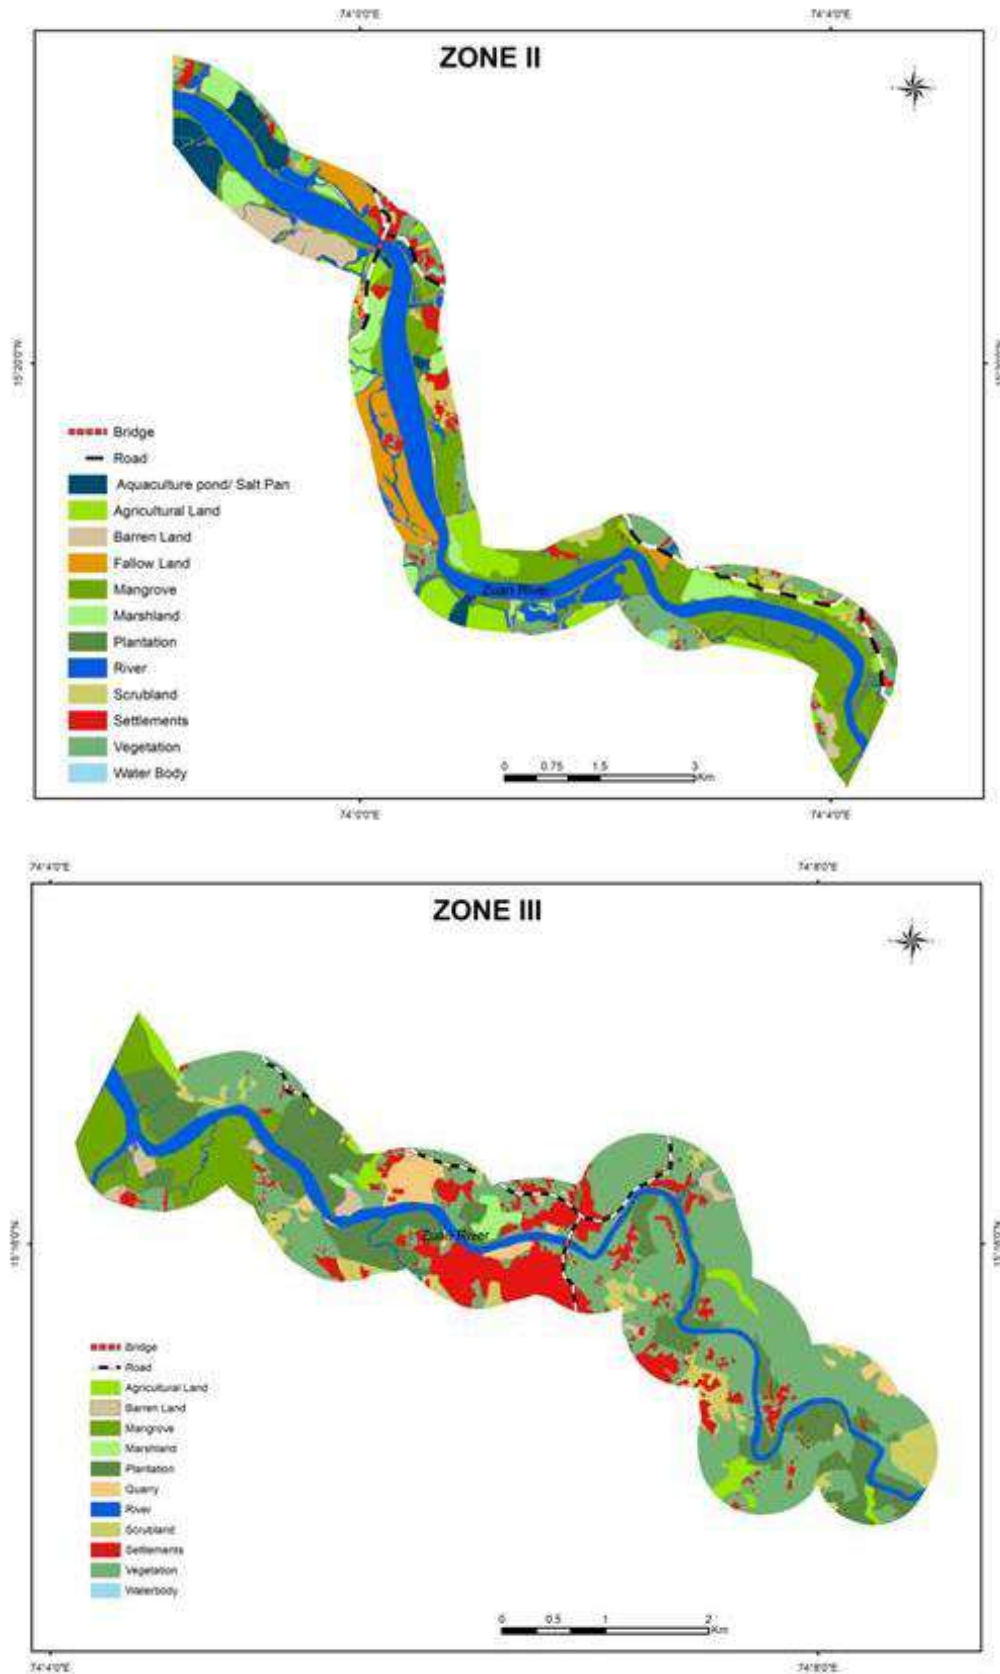 74°0'0"E 74°4'0"E
ZONE II
15°20'0"N
Bridge
Road
Aquaculture pond/ Salt Pan
Agricultural Land
Barren Land
Fallow Land
Mangrove
Marshland
Plantation
River
Scrubland
Settlements
Vegetation
Water Body
Zuari River
0 0.75 1.5 3
Km
74°0'0"E 74°4'0"E
74°4'0"E 74°8'0"E
ZONE III
Zuari River
Bridge
Road
Agricultural Land
Barren Land
Mangrove
Marshland
Plantation
Quarry
River
Scrubland
Settlements
Vegetation
Waterbody
0 0.5 1 2
Km
74°4'0"E 74°8'0"E